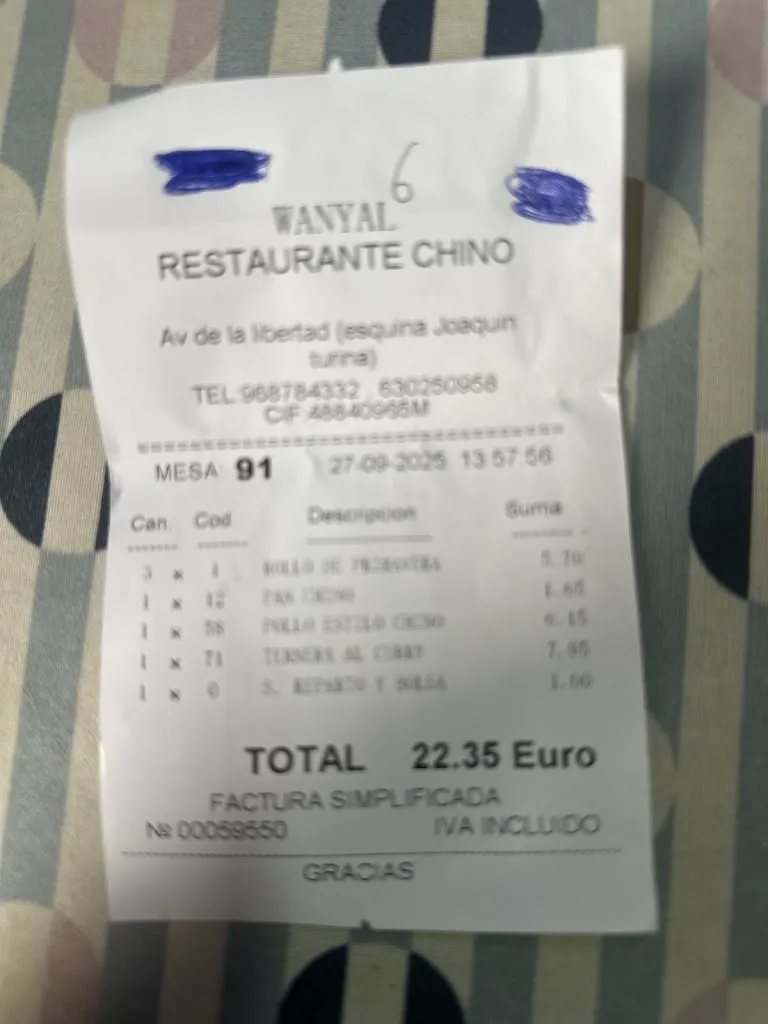 6
WANYAL
RESTAURANTE CHINO
Av de la libertad (esquina Joaquin
turina)
TEL:968784332 , 630250958
CIF:48840965M
MESA 91 27-09-2025 13:57:56
Can. Cod Descripcion Suma
3 x 1 ROLLO DE PRIMAVERA 5.70
1 x 12 PAN CHINO 1.65
1 x 58 POLLO ESTILO CHINO 6.15
1 x 71 TERNERA AL CURRY 7.85
1 x 0 S. REPARTO Y BOLSA 1.00
TOTAL 22.35 Euro
FACTURA SIMPLIFICADA
№ 00059550 IVA INCLUIDO
GRACIAS